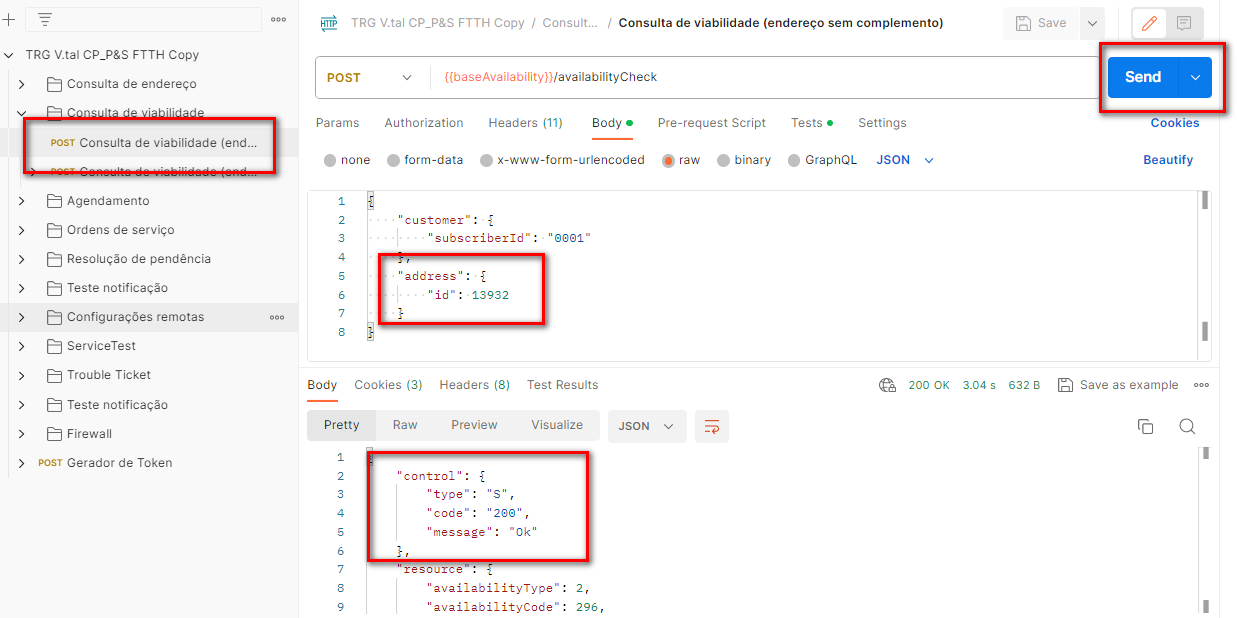 TRG V.tal CP_P&S FTTH Copy
Consulta de endereço
Consulta de viabilidade
POST Consulta de viabilidade (end...
POST Consulta de viabilidade (end...
Agendamento
Ordens de serviço
Resolução de pendência
Teste notificação
Configurações remotas
ServiceTest
Trouble Ticket
Teste notificação
Firewall
POST Gerador de Token
HTTP TRG V.tal CP_P&S FTTH Copy / Consult... / Consulta de viabilidade (endereço sem complemento)
Save
POST {{baseAvailability}}/availabilityCheck
Send
Params Authorization Headers (11) Body Pre-request Script Tests Settings
Cookies
none form-data x-www-form-urlencoded raw binary GraphQL JSON
Beautify
1 {
2 "customer": {
3 "subscriberId": "0001"
4 },
5 "address": {
6 "id": 13932
7 }
8 }
Body Cookies (3) Headers (8) Test Results
200 OK 3.04 s 632 B Save as example
Pretty Raw Preview Visualize JSON
1 {
2 "control": {
3 "type": "S",
4 "code": "200",
5 "message": "Ok"
6 },
7 "resource": {
8 "availabilityType": 2,
9 "availabilityCode": 296,